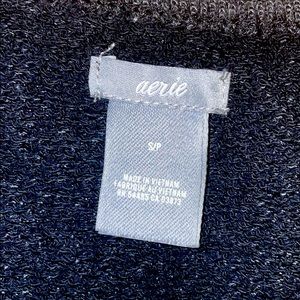 aerie
S/P
MADE IN VIETNAM
FABRIQUÉ AU VIETNAM
RN 54485 CA 03873